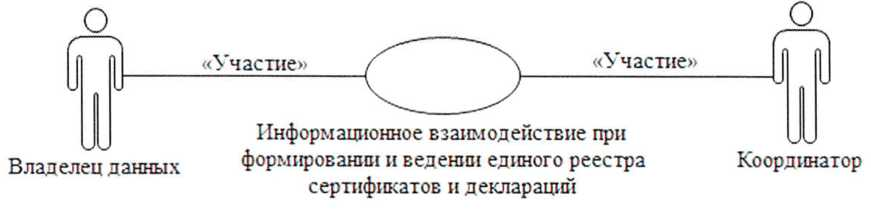 «Участие»
«Участие»
Информационное взаимодействие при
формировании и ведении единого реестра
сертификатов и деклараций
Владелец данных
Координатор